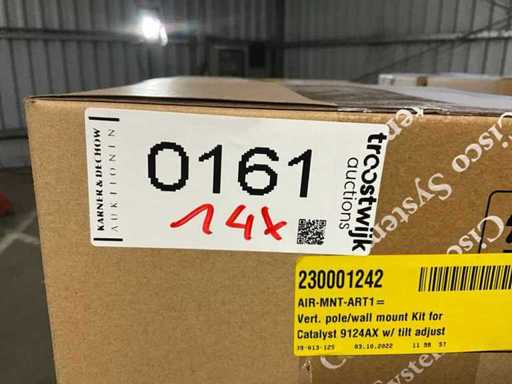 KARNER & DECHOW
AUKTIONEN
0161
14x
troostwijk
auctions
Cisco Systems
230001242
AIR-MNT-ART1=
Vert. pole/wall mount Kit for
Catalyst 9124AX w/ tilt adjust
03.10.2022